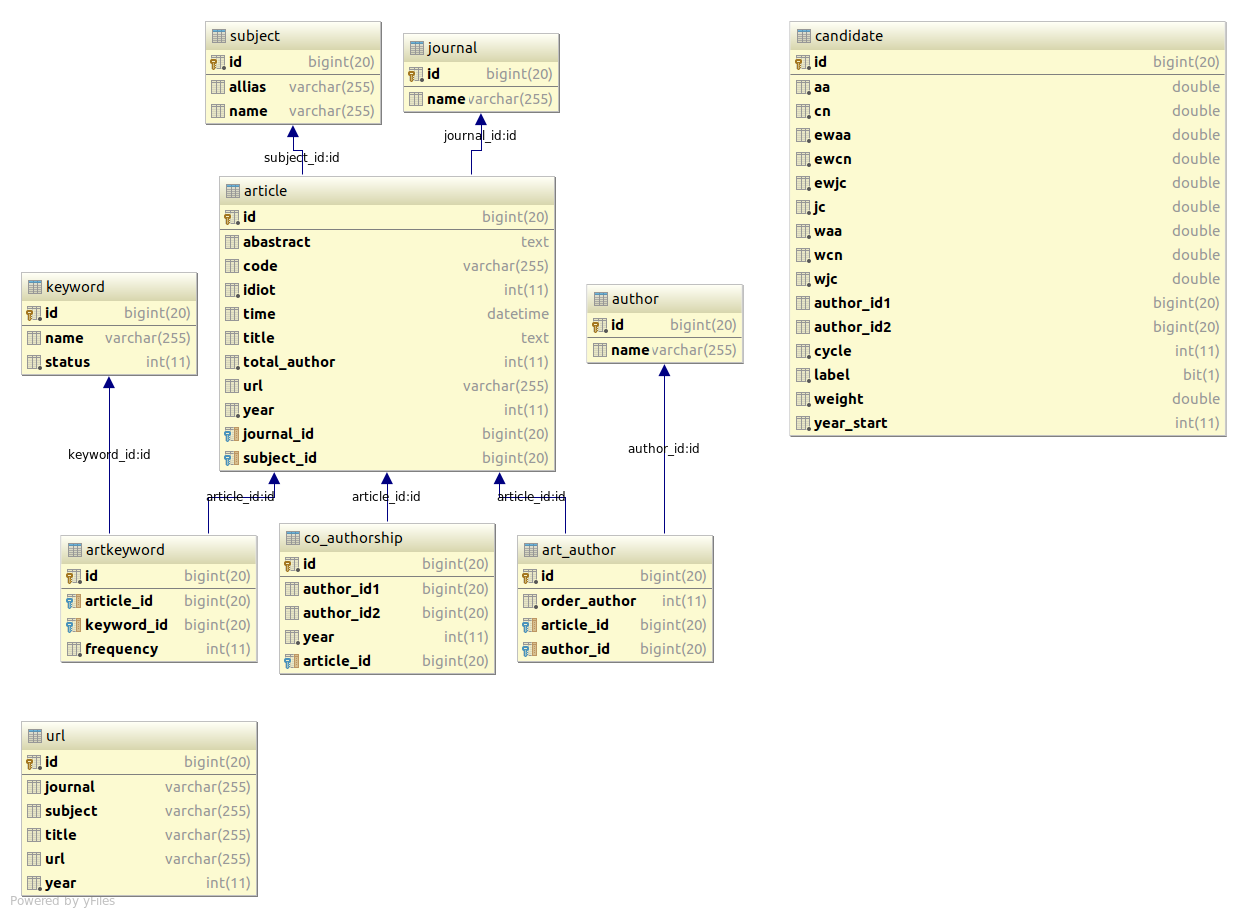 subject
id bigint(20)
allias varchar(255)
name varchar(255)
journal
id bigint(20)
name varchar(255)
candidate
id bigint(20)
aa double
cn double
ewaa double
ewcn double
ewjc double
jc double
waa double
wcn double
wjc double
author_id1 bigint(20)
author_id2 bigint(20)
cycle int(11)
label bit(1)
weight double
year_start int(11)
subject_id:id
journal_id:id
article
id bigint(20)
abastract text
code varchar(255)
idiot int(11)
time datetime
title text
total_author int(11)
url varchar(255)
year int(11)
journal_id bigint(20)
subject_id bigint(20)
keyword
id bigint(20)
name varchar(255)
status int(11)
author
id bigint(20)
name varchar(255)
keyword_id:id
author_id:id
article_id:id
article_id:id
article_id:id
artkeyword
id bigint(20)
article_id bigint(20)
keyword_id bigint(20)
frequency int(11)
co_authorship
id bigint(20)
author_id1 bigint(20)
author_id2 bigint(20)
year int(11)
article_id bigint(20)
art_author
id bigint(20)
order_author int(11)
article_id bigint(20)
author_id bigint(20)
url
id bigint(20)
journal varchar(255)
subject varchar(255)
title varchar(255)
url varchar(255)
year int(11)
Powered by yFiles